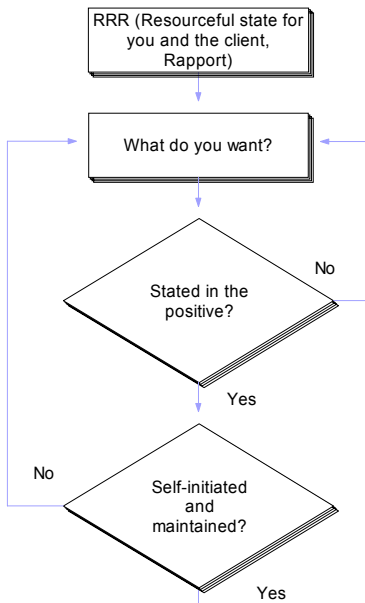 RRR (Resourceful state for
you and the client,
Rapport)
What do you want?
No
Stated in the
positive?
Yes
No
Self-initiated
and
maintained?
Yes